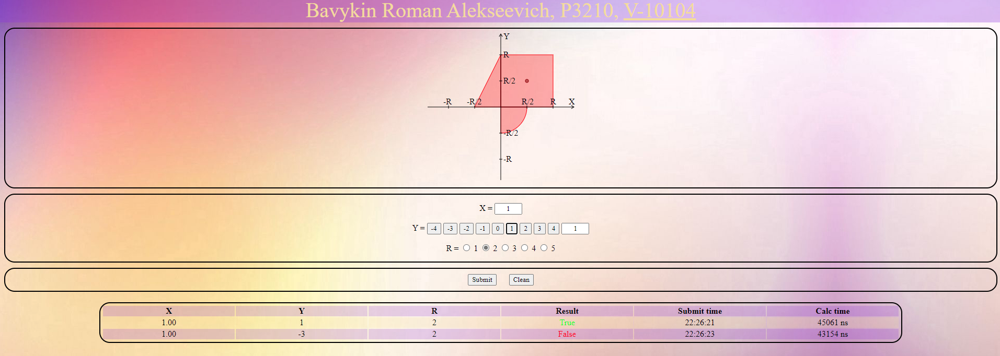 Bavykin Roman Alekseevich, P3210, V-10104
Y
R
R/2
-R -R/2 R/2 R X
-R/2
-R
X = 1
Y = -4 -3 -2 -1 0 1 2 3 4 1
R = 1 2 3 4 5
Submit Clean
X Y R Result Submit time Calc time
1.00 1 2 True 22:26:21 45061 ns
1.00 -3 2 False 22:26:23 43154 ns